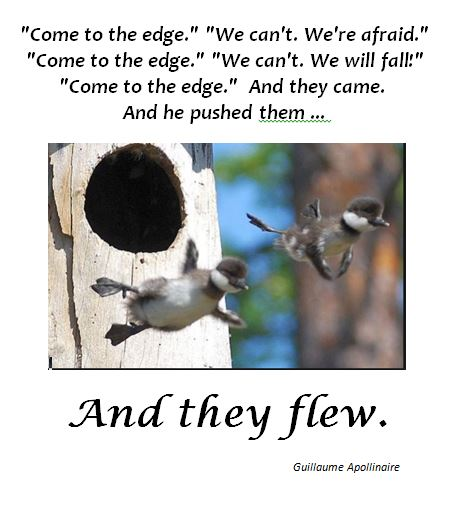 "Come to the edge." "We can't. We're afraid."
"Come to the edge." "We can't. We will fall!"
"Come to the edge."  And they came.
And he pushed them ...
And they flew.
Guillaume Apollinaire